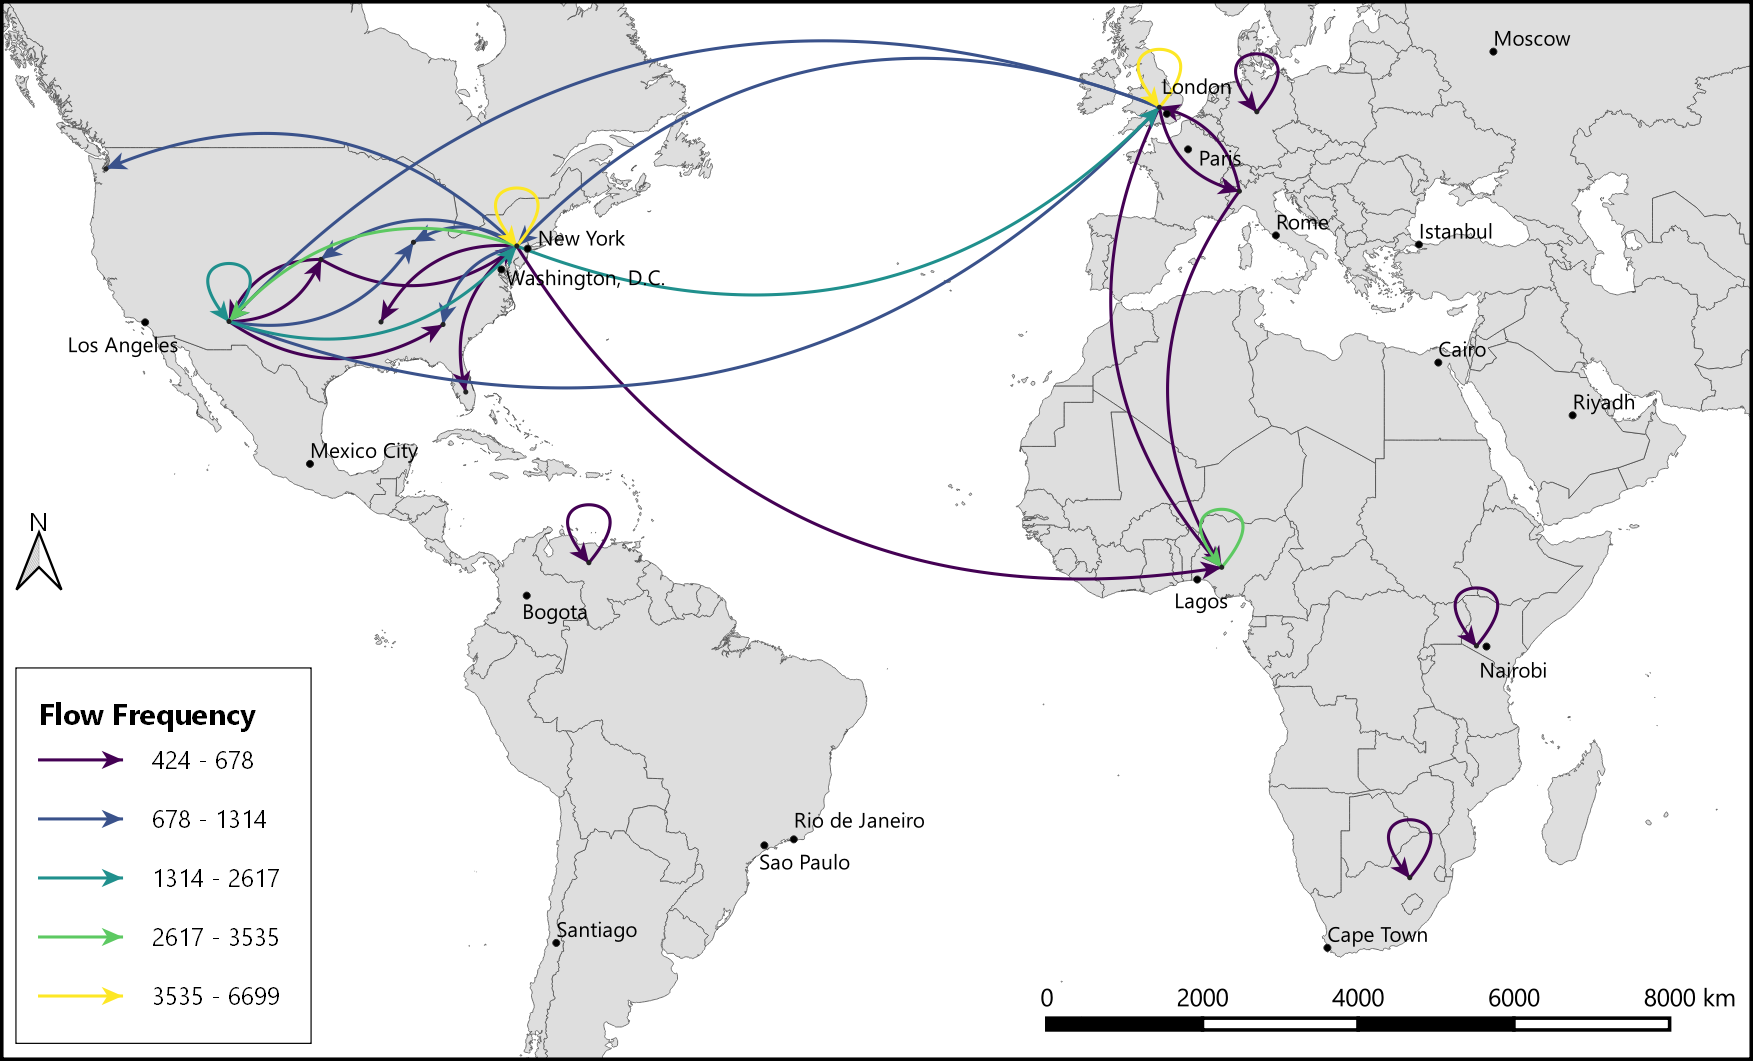 Moscow
London
Paris
Rome
Istanbul
New York
Washington, D.C.
Los Angeles
Cairo
Riyadh
Mexico City
N
Bogota
Lagos
Nairobi
Flow Frequency
424 - 678
678 - 1314
1314 - 2617
2617 - 3535
3535 - 6699
Rio de Janeiro
Sao Paulo
Santiago
Cape Town
0 2000 4000 6000 8000 km